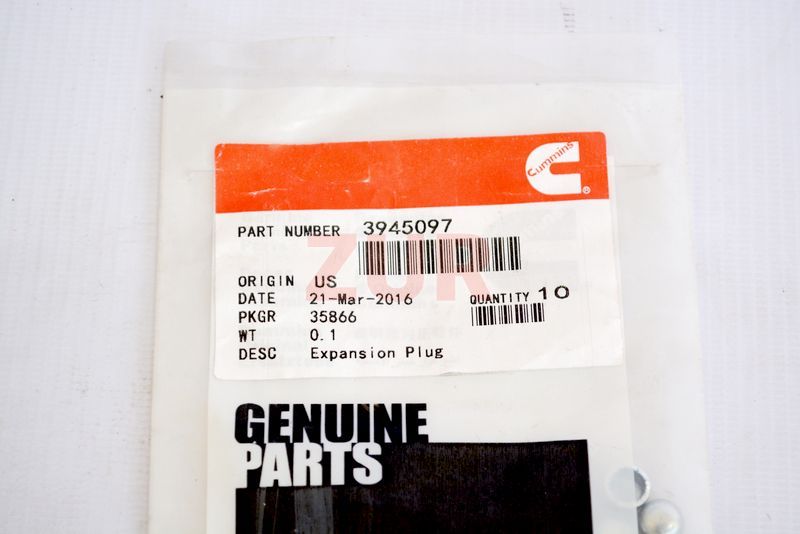 Cummins
®
PART NUMBER 3945097
ZUR
ORIGIN US
DATE 21-Mar-2016 QUANTITY 10
PKGR 35866
WT 0.1
DESC Expansion Plug
GENUINE
PARTS